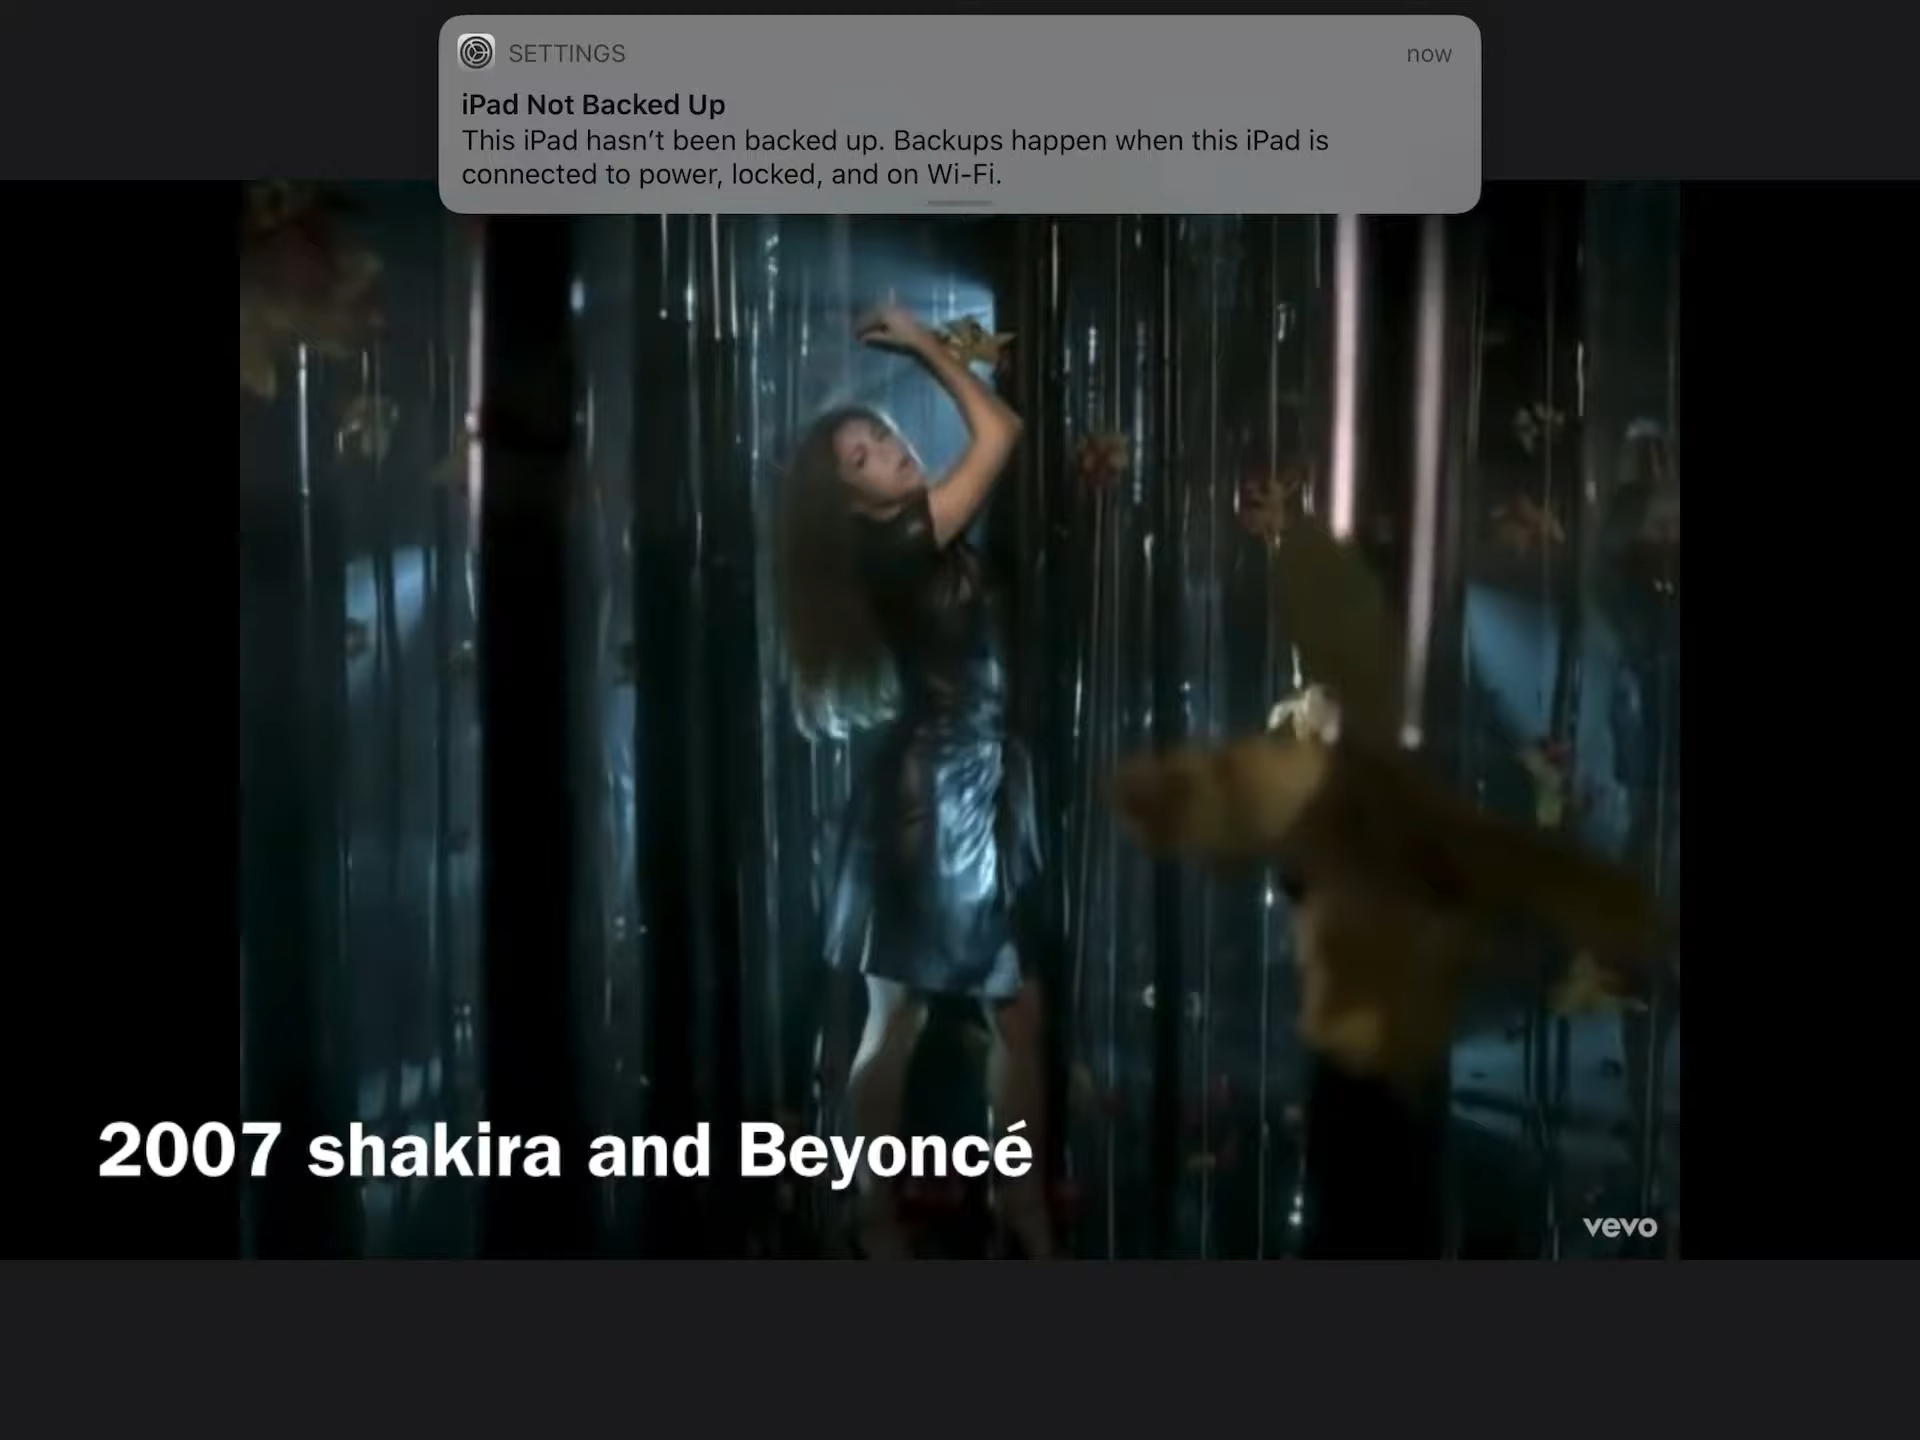 SETTINGS
now
iPad Not Backed Up
This iPad hasn’t been backed up. Backups happen when this iPad is
connected to power, locked, and on Wi-Fi.
2007 shakira and Beyoncé
vevo